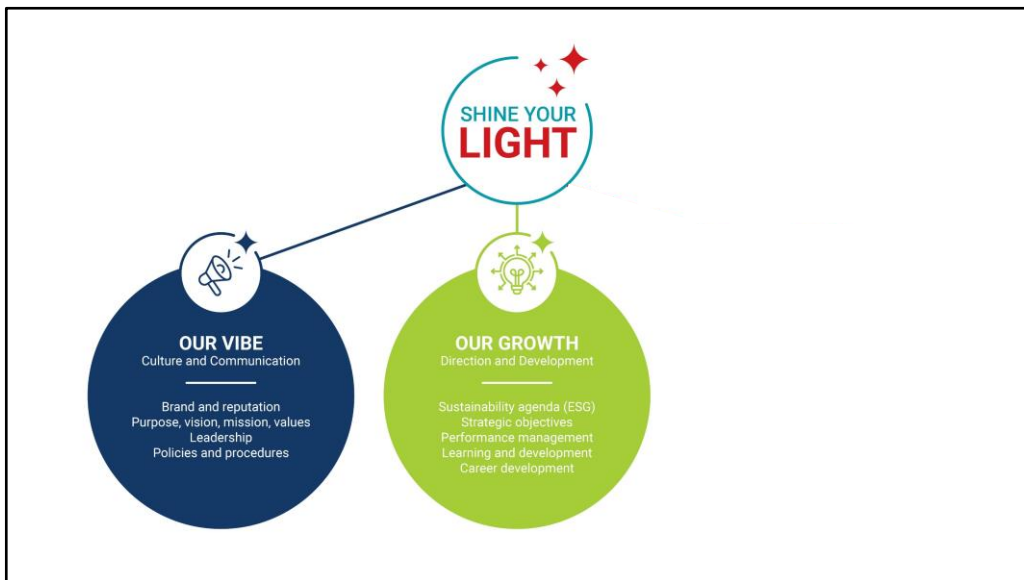 SHINE YOUR
LIGHT
OUR VIBE
Culture and Communication
Brand and reputation
Purpose, vision, mission, values
Leadership
Policies and procedures
OUR GROWTH
Direction and Development
Sustainability agenda (ESG)
Strategic objectives
Performance management
Learning and development
Career development